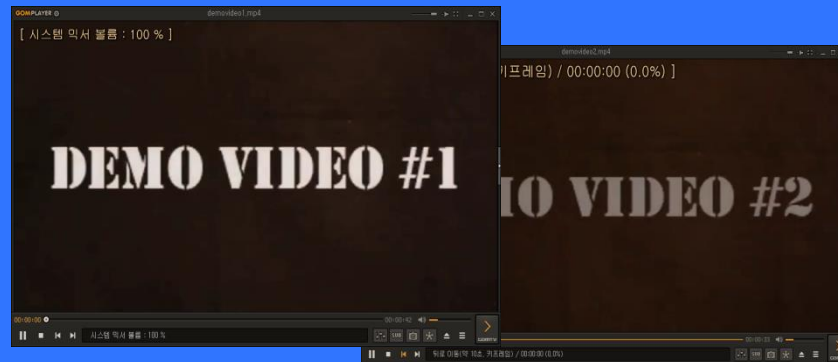 GOMPLAYER
demovideo1.mp4
[ 시스템 믹서 볼륨 : 100 % ]
DEMO VIDEO #1
00:00:00
00:00:42
시스템 믹서 볼륨 : 100 %
demovideo2.mp4
키프레임) / 00:00:00 (0.0%) ]
MO VIDEO #2
00:00:33
뒤로 이동(약 10초, 키프레임) / 00:00:00 (0.0%)